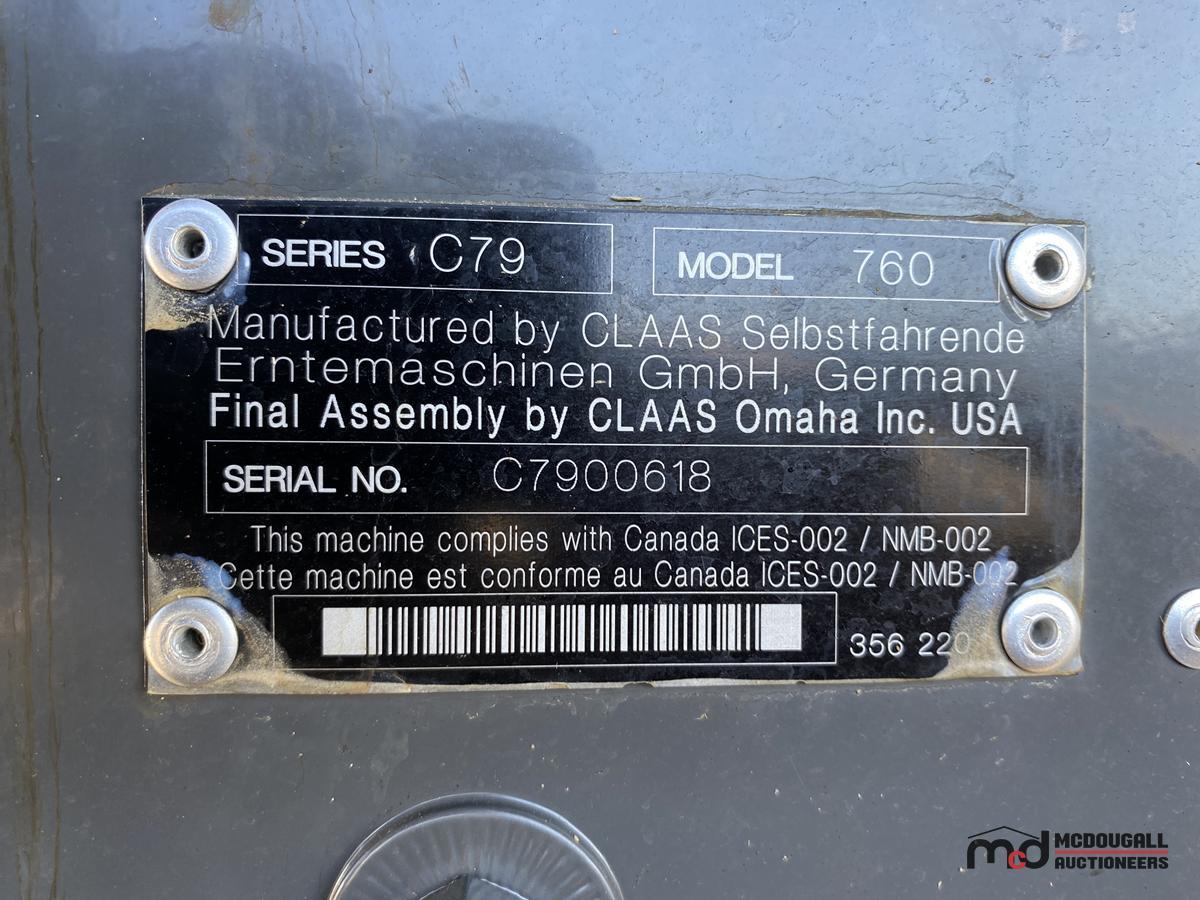 SERIES C79 MODEL 760
Manufactured by CLAAS Selbstfahrende
Erntemaschinen GmbH, Germany
Final Assembly by CLAAS Omaha Inc. USA
SERIAL NO. C7900618
This machine complies with Canada ICES-002 / NMB-002
Cette machine est conforme au Canada ICES-002 / NMB-002
356 220
mcd MCDOUGALL
AUCTIONEERS